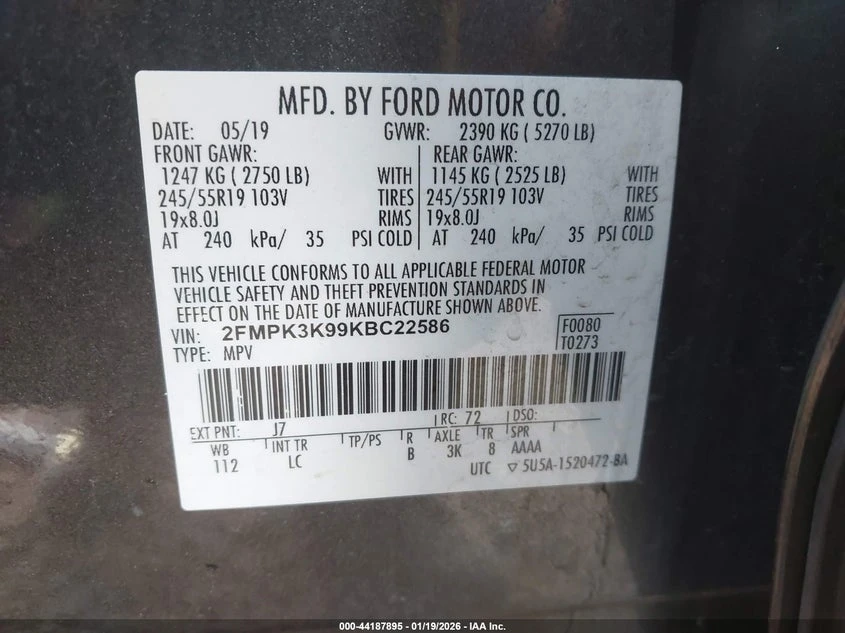 MFD. BY FORD MOTOR CO.
DATE: 05/19 GVWR: 2390 KG ( 5270 LB)
FRONT GAWR: REAR GAWR:
1247 KG ( 2750 LB) WITH 1145 KG ( 2525 LB) WITH
245/55R19 103V TIRES 245/55R19 103V TIRES
19x8.0J RIMS 19x8.0J RIMS
AT 240 kPa/ 35 PSI COLD AT 240 kPa/ 35 PSI COLD
THIS VEHICLE CONFORMS TO ALL APPLICABLE FEDERAL MOTOR
VEHICLE SAFETY AND THEFT PREVENTION STANDARDS IN
EFFECT ON THE DATE OF MANUFACTURE SHOWN ABOVE.
VIN: 2FMPK3K99KBC22586 F0080
TYPE: MPV T0273
EXT PNT: J7 RC: 72 DSO:
WB INT TR TP/PS R AXLE TR SPR
112 LC B 3K 8 AAAA
UTC ▽ 5U5A-1520472-BA
000-44187895 - 01/19/2026 - IAA Inc.